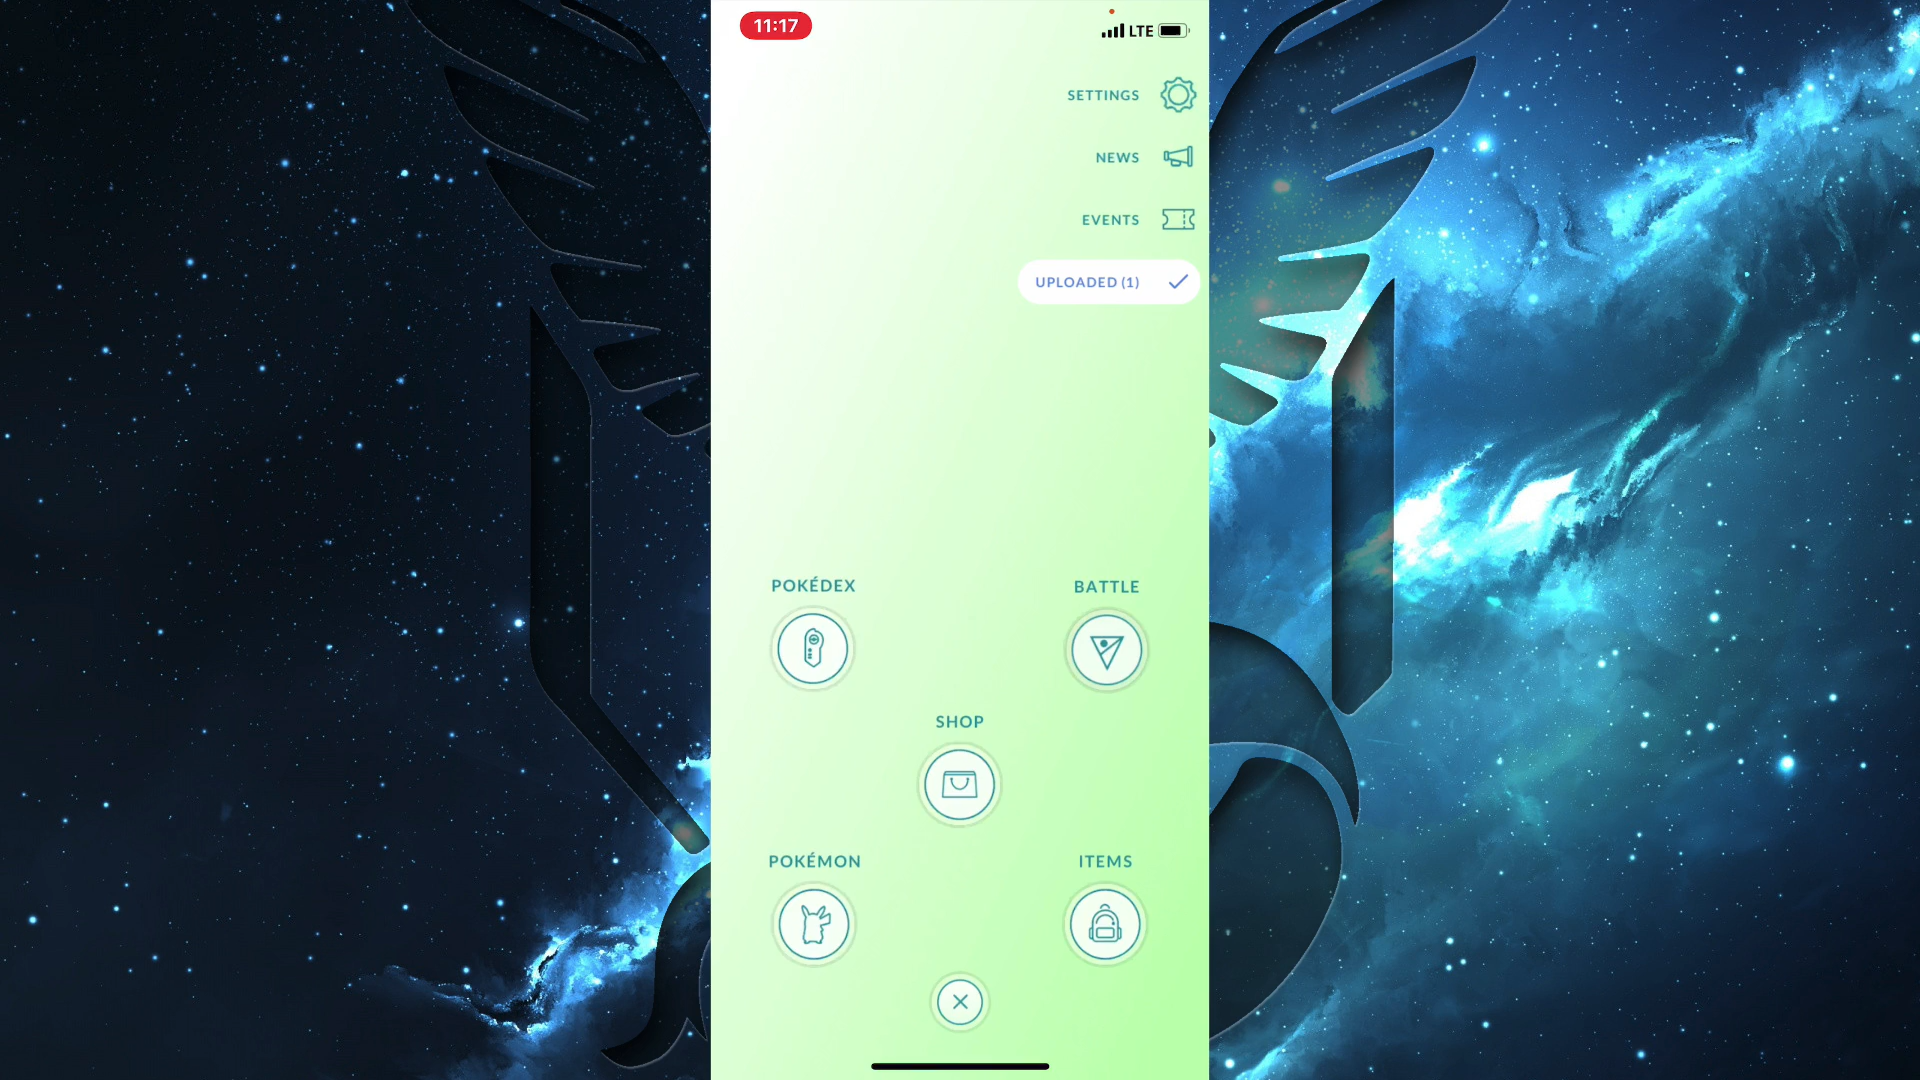 11:17
LTE
SETTINGS
NEWS
EVENTS
UPLOADED (1)
POKÉDEX
BATTLE
SHOP
POKÉMON
ITEMS